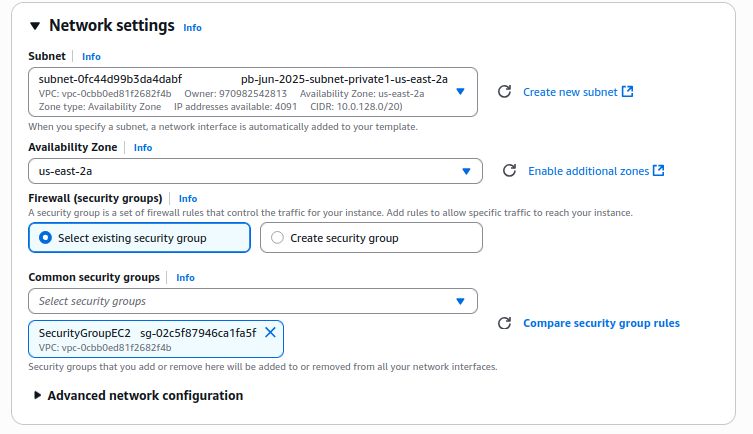 Network settings Info
Subnet | Info
subnet-0fc44d99b3da4dabf pb-jun-2025-subnet-private1-us-east-2a
VPC: vpc-0cbb0ed81f2682f4b Owner: 970982542813 Availability Zone: us-east-2a
Zone type: Availability Zone IP addresses available: 4091 CIDR: 10.0.128.0/20)
Create new subnet
When you specify a subnet, a network interface is automatically added to your template.
Availability Zone | Info
us-east-2a
Enable additional zones
Firewall (security groups) | Info
A security group is a set of firewall rules that control the traffic for your instance. Add rules to allow specific traffic to reach your instance.
Select existing security group
Create security group
Common security groups | Info
Select security groups
SecurityGroupEC2 sg-02c5f87946ca1fa5f
VPC: vpc-0cbb0ed81f2682f4b
Compare security group rules
Security groups that you add or remove here will be added to or removed from all your network interfaces.
Advanced network configuration